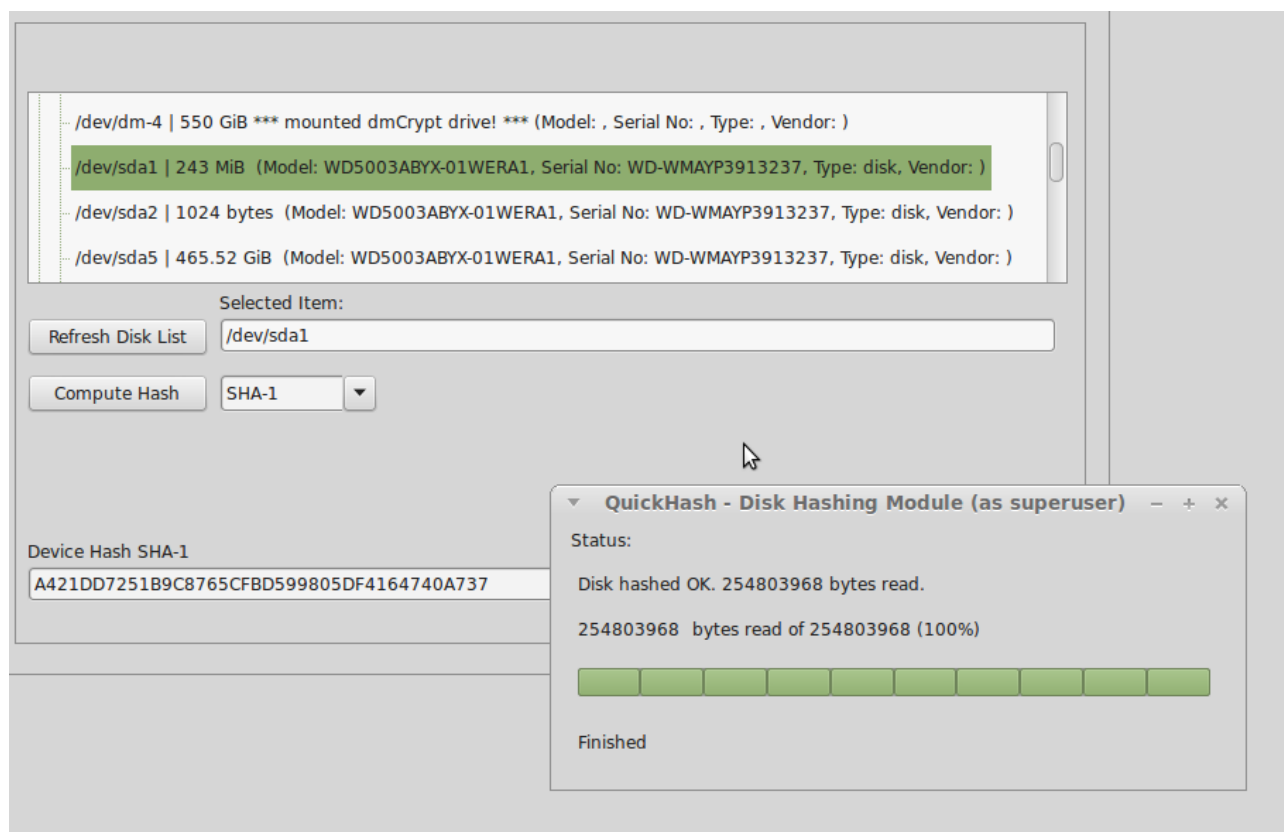 /dev/dm-4 | 550 GiB *** mounted dmCrypt drive! *** (Model: , Serial No: , Type: , Vendor: )
/dev/sda1 | 243 MiB (Model: WD5003ABYX-01WERA1, Serial No: WD-WMAYP3913237, Type: disk, Vendor: )
/dev/sda2 | 1024 bytes (Model: WD5003ABYX-01WERA1, Serial No: WD-WMAYP3913237, Type: disk, Vendor: )
/dev/sda5 | 465.52 GiB (Model: WD5003ABYX-01WERA1, Serial No: WD-WMAYP3913237, Type: disk, Vendor: )
Selected Item:
Refresh Disk List /dev/sda1
Compute Hash SHA-1
Device Hash SHA-1
A421DD7251B9C8765CFBD599805DF4164740A737
QuickHash - Disk Hashing Module (as superuser)
Status:
Disk hashed OK. 254803968 bytes read.
254803968 bytes read of 254803968 (100%)
Finished